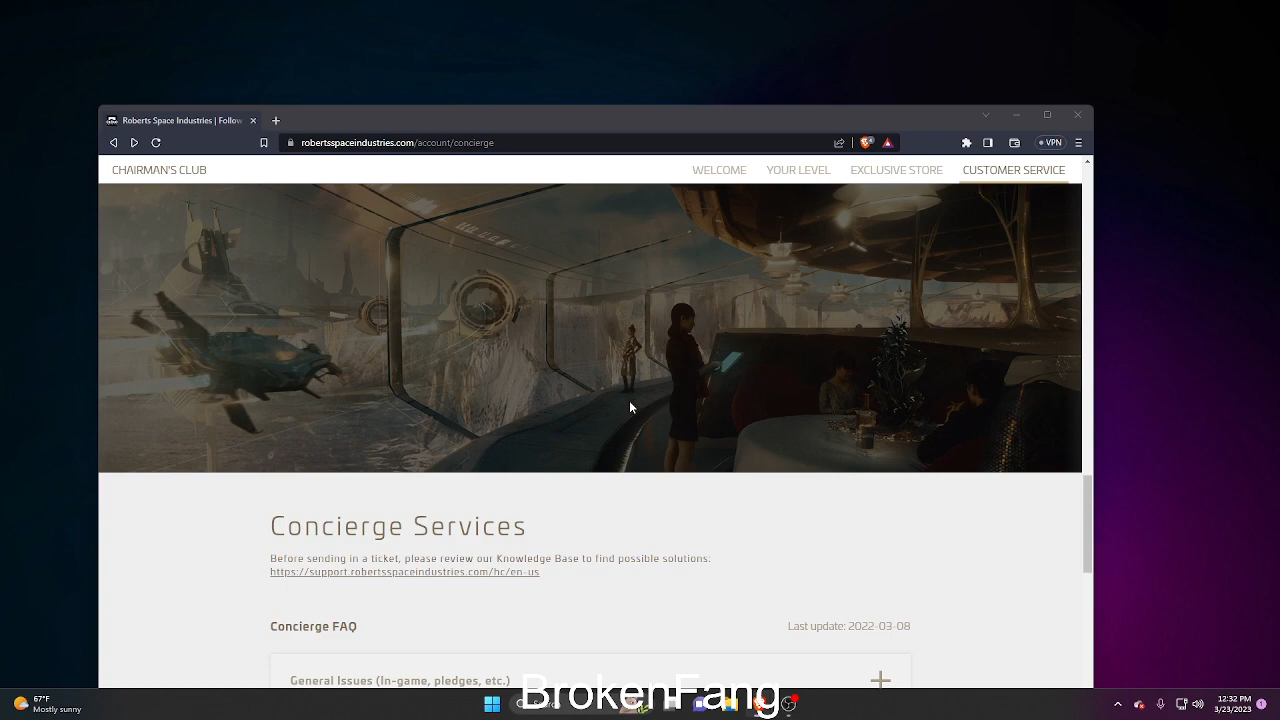 Roberts Space Industries | Follow
robertsspaceindustries.com/account/concierge
VPN
CHAIRMAN'S CLUB
WELCOME
YOUR LEVEL
EXCLUSIVE STORE
CUSTOMER SERVICE
Concierge Services
Before sending in a ticket, please review our Knowledge Base to find possible solutions:
https://support.robertsspaceindustries.com/hc/en-us
Concierge FAQ
Last update: 2022-03-08
General Issues (In-game, pledges, etc.)
BrokenFang
67°F
Mostly sunny
12:32 PM
3/23/2023